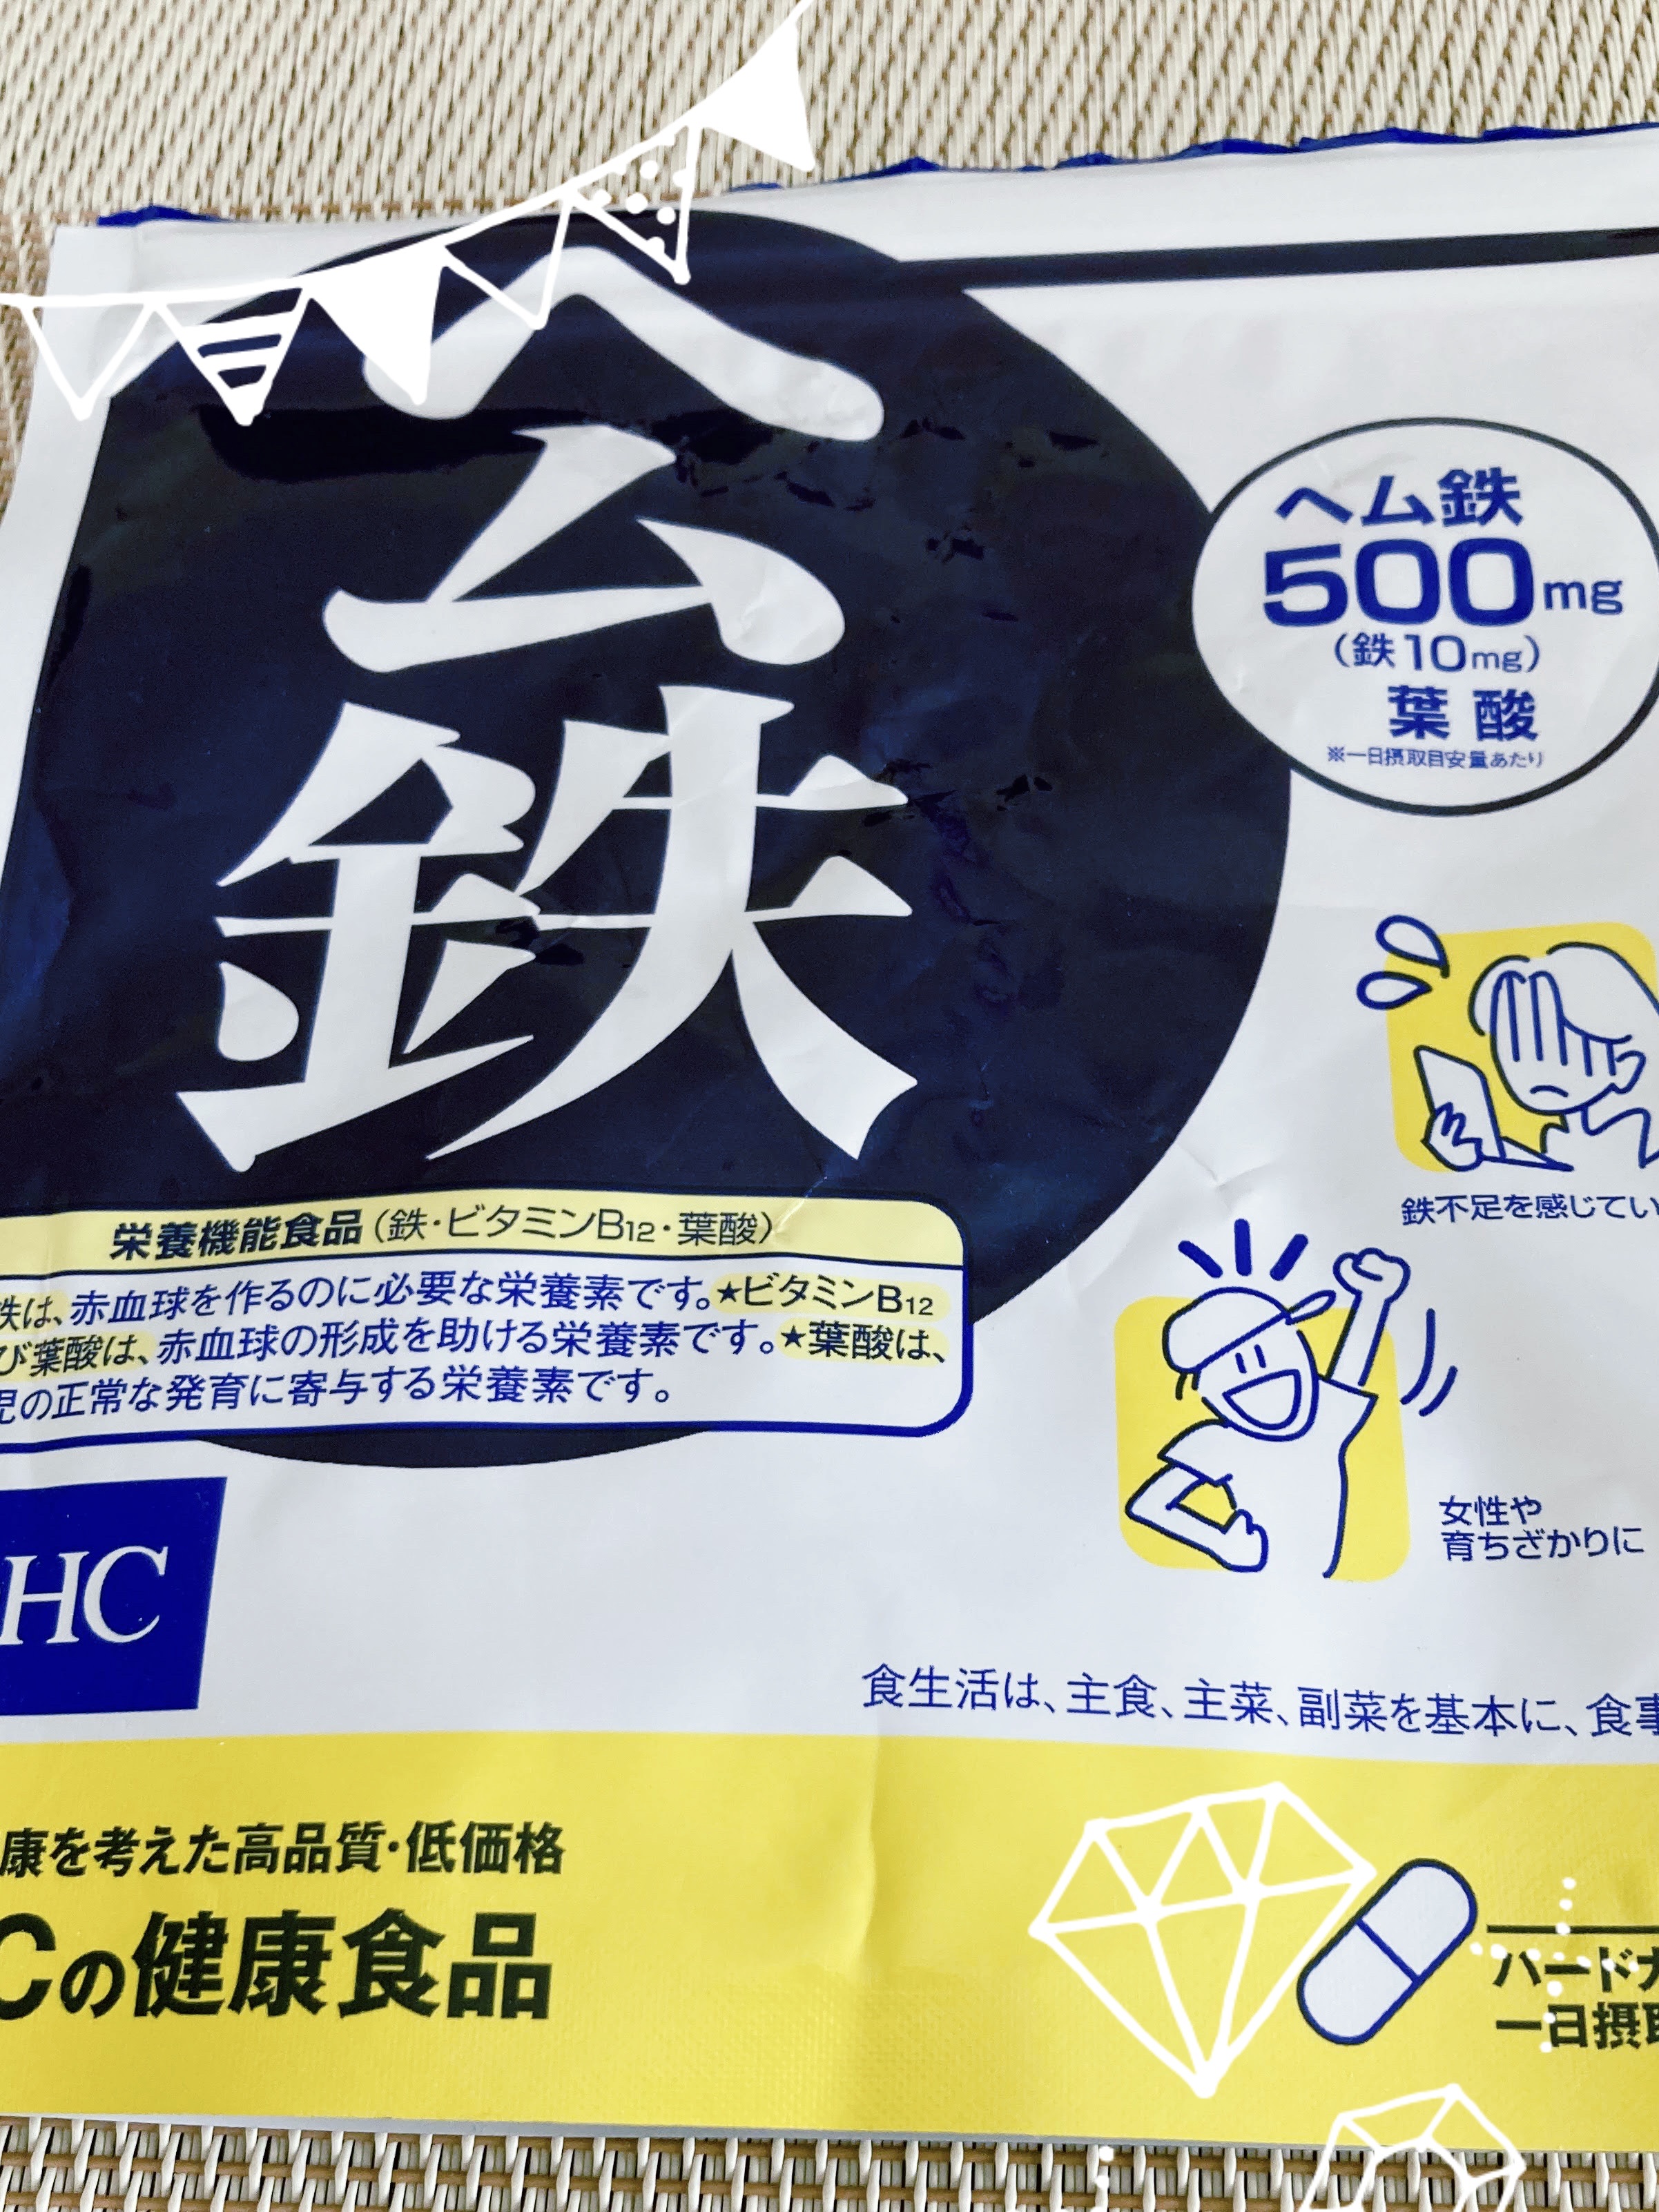 ヘム鉄
ヘム鉄
500mg
(鉄10mg)
葉酸
※一日摂取目安量あたり
鉄不足を感じてい
栄養機能食品(鉄・ビタミンB12・葉酸)
鉄は、赤血球を作るのに必要な栄養素です。★ビタミンB12
び葉酸は、赤血球の形成を助ける栄養素です。★葉酸は、
児の正常な発育に寄与する栄養素です。
女性や
育ちざかりに
HC
食生活は、主食、主菜、副菜を基本に、食事
康を考えた高品質・低価格
Cの健康食品
ハードカ
一日摂取